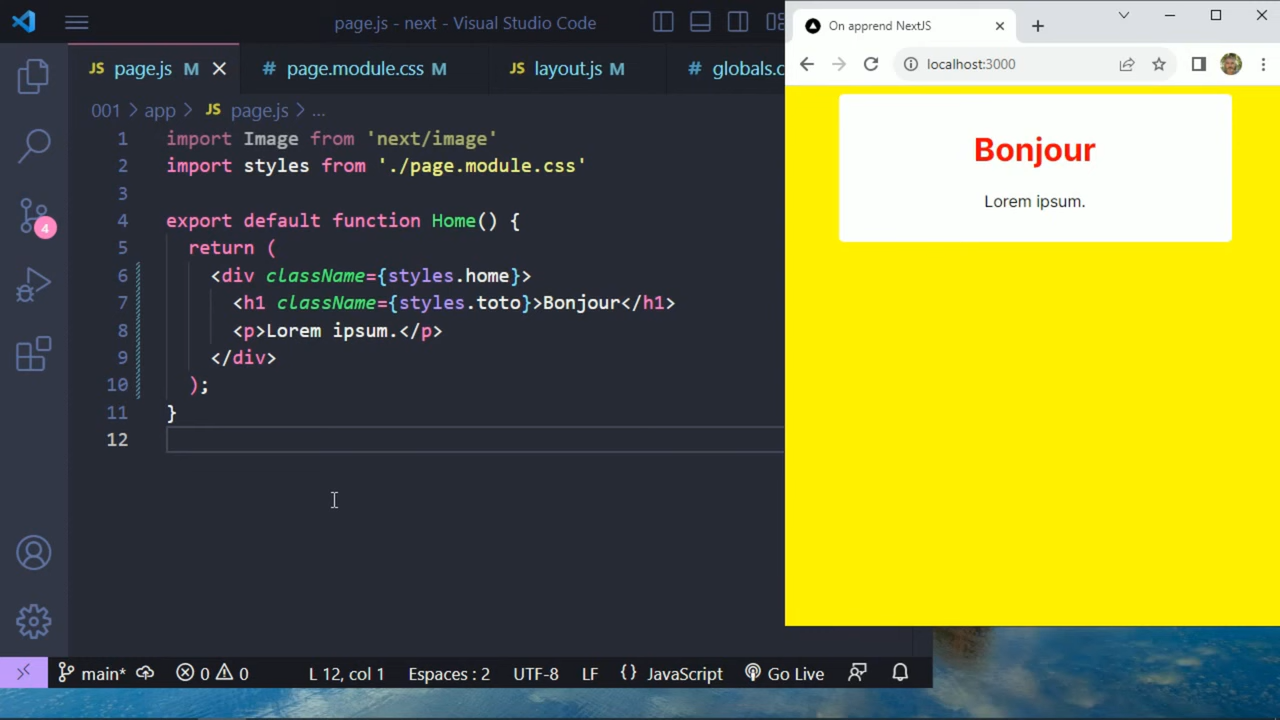 page.js - next - Visual Studio Code
JS page.js M
# page.module.css M
JS layout.js M
# globals.c
001 > app > JS page.js > ...
1 import Image from 'next/image'
2 import styles from './page.module.css'
3
4 export default function Home() {
5 return (
6 <div className={styles.home}>
7 <h1 className={styles.toto}>Bonjour</h1>
8 <p>Lorem ipsum.</p>
9 </div>
10 );
11 }
12
4
main*
0 0
L 12, col 1
Espaces : 2
UTF-8
LF
{} JavaScript
Go Live
On apprend NextJS
localhost:3000
Bonjour
Lorem ipsum.